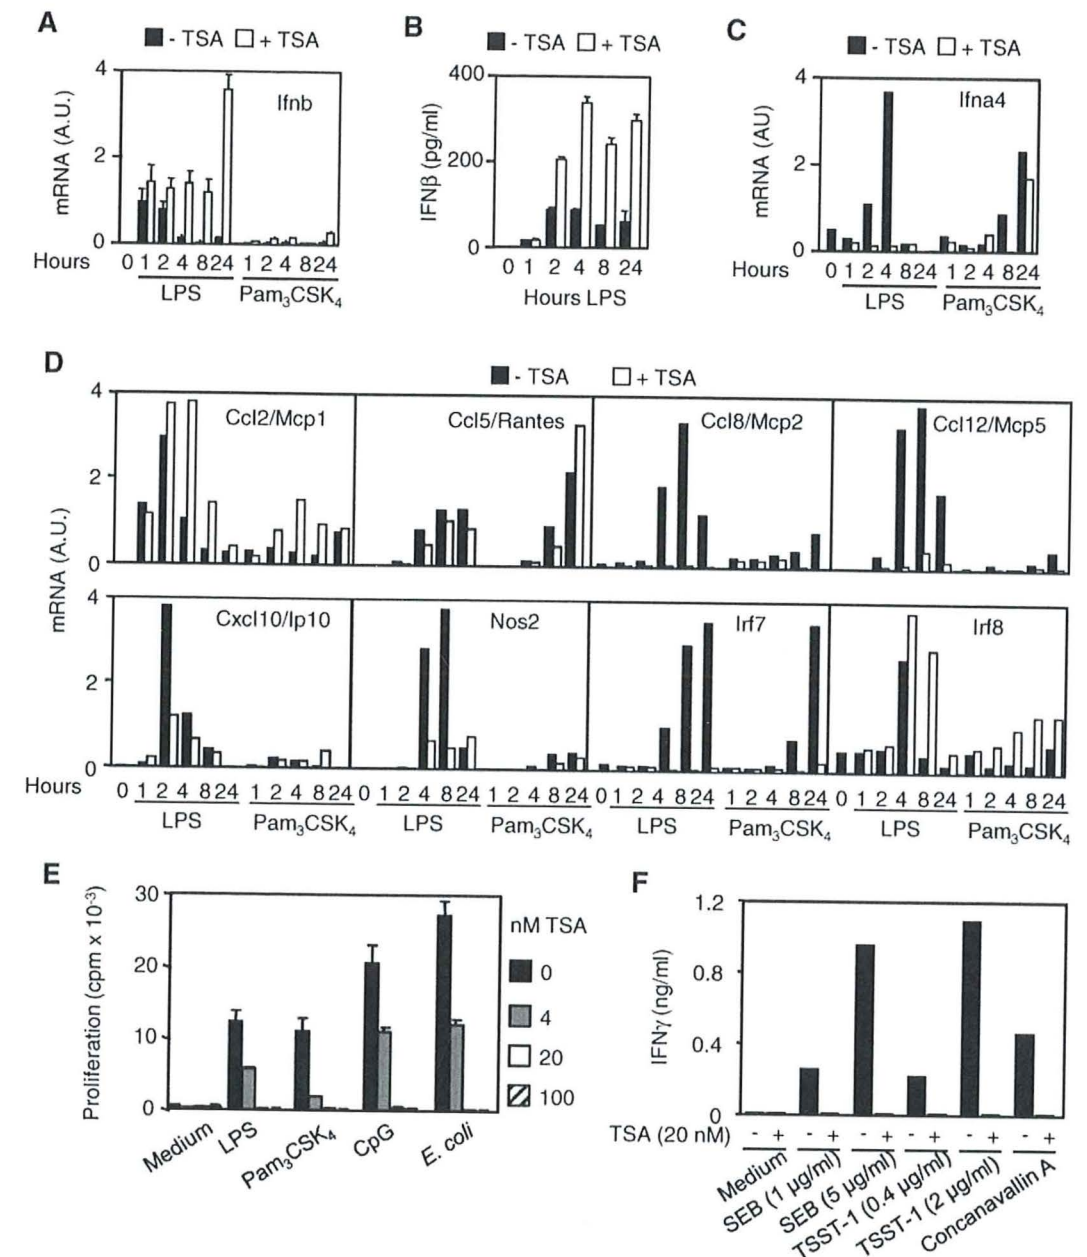 A
- TSA + TSA
Ifnb
mRNA (A.U.)
4
2
0
Hours 0 1 2 4 8 24 1 2 4 8 24
LPS Pam3CSK4
B
- TSA + TSA
IFNβ (pg/ml)
400
200
0
0 1 2 4 8 24
Hours LPS
C
- TSA + TSA
Ifna4
mRNA (AU)
4
2
0
Hours 0 1 2 4 8 24 1 2 4 8 24
LPS Pam3CSK4
D
- TSA + TSA
mRNA (A.U.)
4
2
0
Ccl2/Mcp1 Ccl5/Rantes Ccl8/Mcp2 Ccl12/Mcp5
4
2
0
Cxcl10/Ip10 Nos2 Irf7 Irf8
Hours 0 1 2 4 8 24 1 2 4 8 24 0 1 2 4 8 24 1 2 4 8 24 0 1 2 4 8 24 1 2 4 8 24 0 1 2 4 8 24 1 2 4 8 24
LPS Pam3CSK4 LPS Pam3CSK4 LPS Pam3CSK4 LPS Pam3CSK4
E
Proliferation (cpm x 10-3)
30
20
10
0
Medium LPS Pam3CSK4 CpG E. coli
nM TSA
0
4
20
100
F
IFNγ (ng/ml)
1.2
0.8
0.4
0
TSA (20 nM) - + - + - + - + - + - +
Medium
SEB (1 µg/ml)
SEB (5 µg/ml)
TSST-1 (0.4 µg/ml)
TSST-1 (2 µg/ml)
Concanavallin A